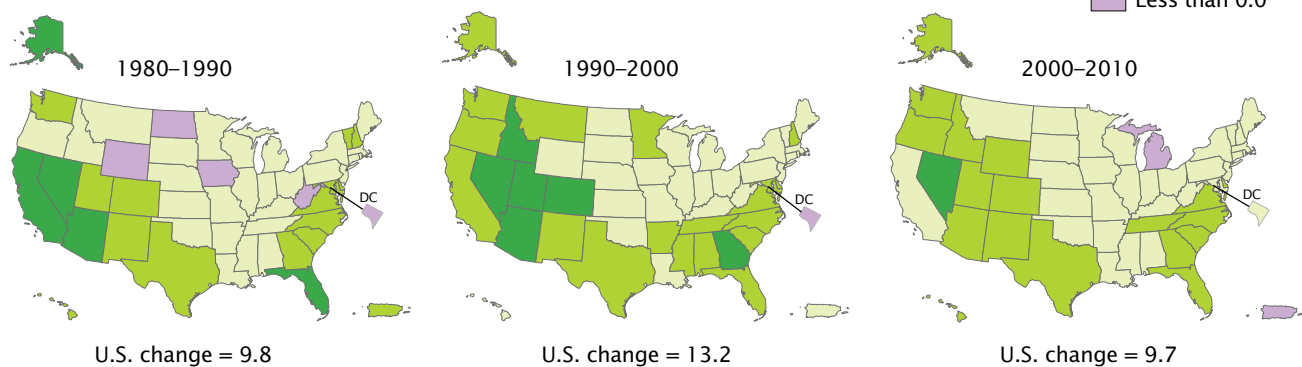 Less than 0.0
1980–1990
1990–2000
2000–2010
DC
DC
DC
U.S. change = 9.8
U.S. change = 13.2
U.S. change = 9.7